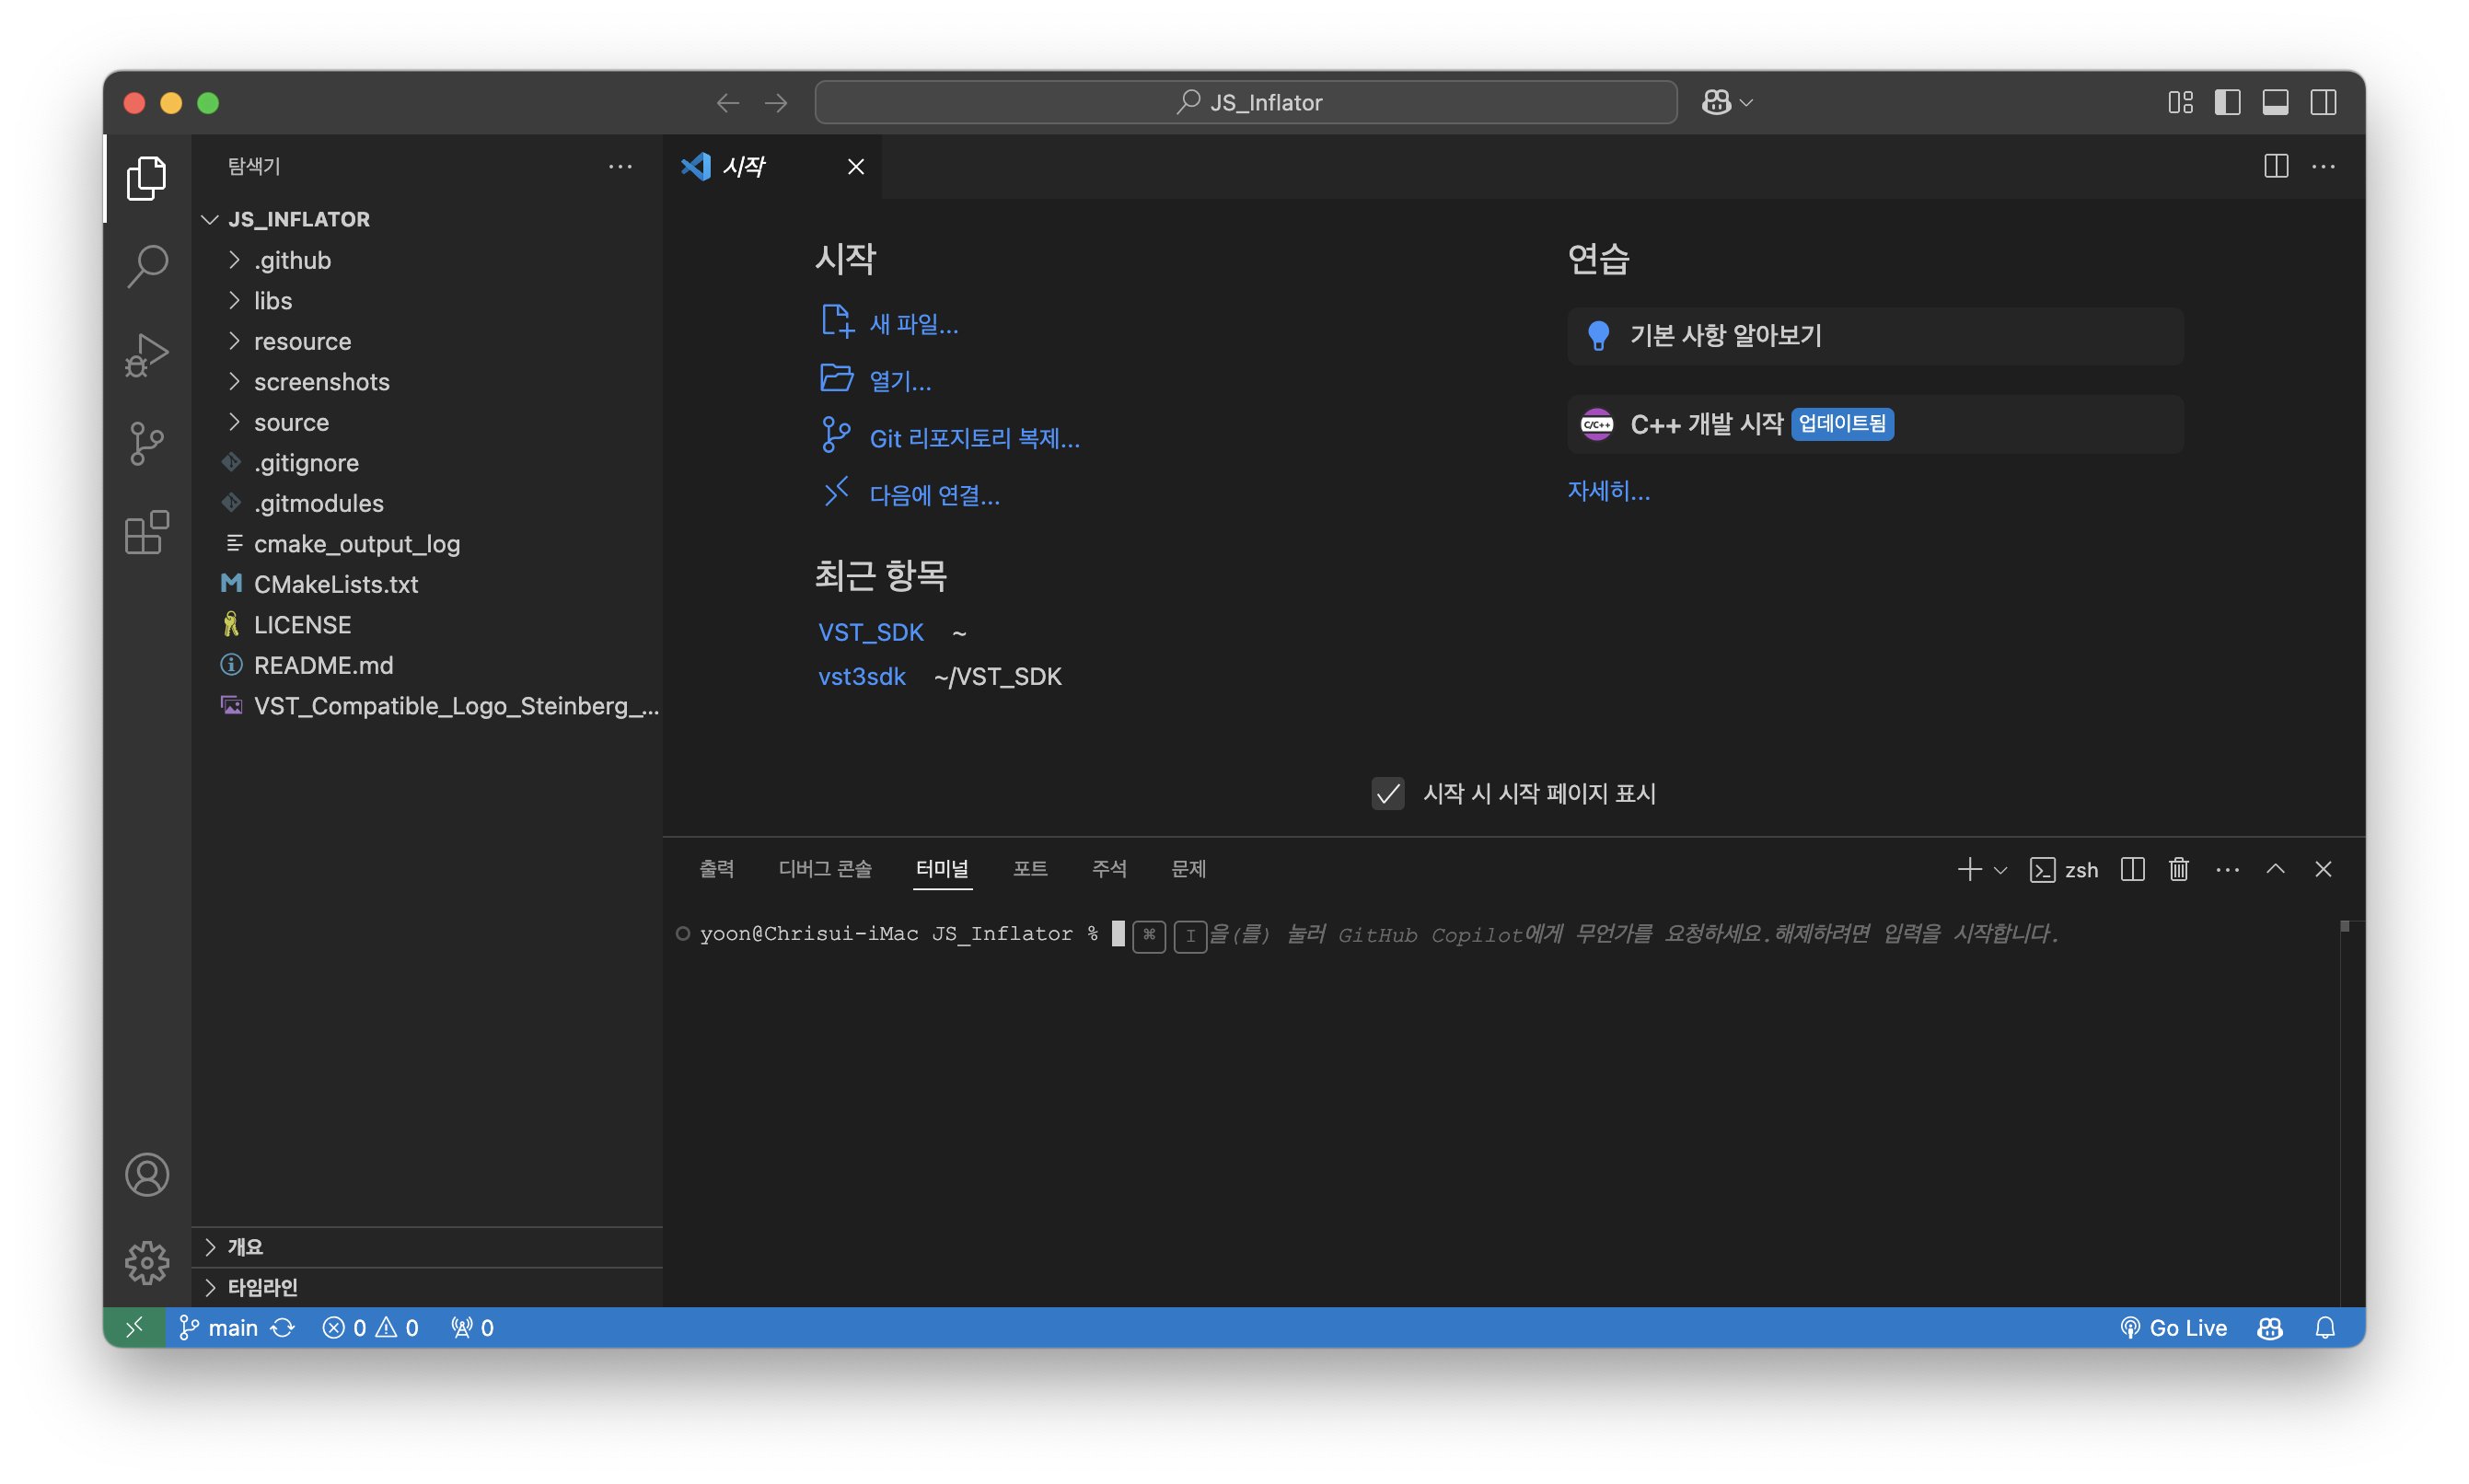 JS_Inflator
탐색기
시작
JS_INFLATOR
.github
libs
resource
screenshots
source
.gitignore
.gitmodules
cmake_output_log
CMakeLists.txt
LICENSE
README.md
VST_Compatible_Logo_Steinberg_...
개요
타임라인
시작
새 파일...
열기...
Git 리포지토리 복제...
다음에 연결...
최근 항목
VST_SDK ~
vst3sdk ~/VST_SDK
연습
기본 사항 알아보기
C/C++ C++ 개발 시작 업데이트됨
자세히...
시작 시 시작 페이지 표시
출력 디버그 콘솔 터미널 포트 주석 문제 zsh
yoon@Chrisui-iMac JS_Inflator % ⌘ I 을(를) 눌러 GitHub Copilot에게 무언가를 요청하세요.해제하려면 입력을 시작합니다.
main 0 0 0 Go Live